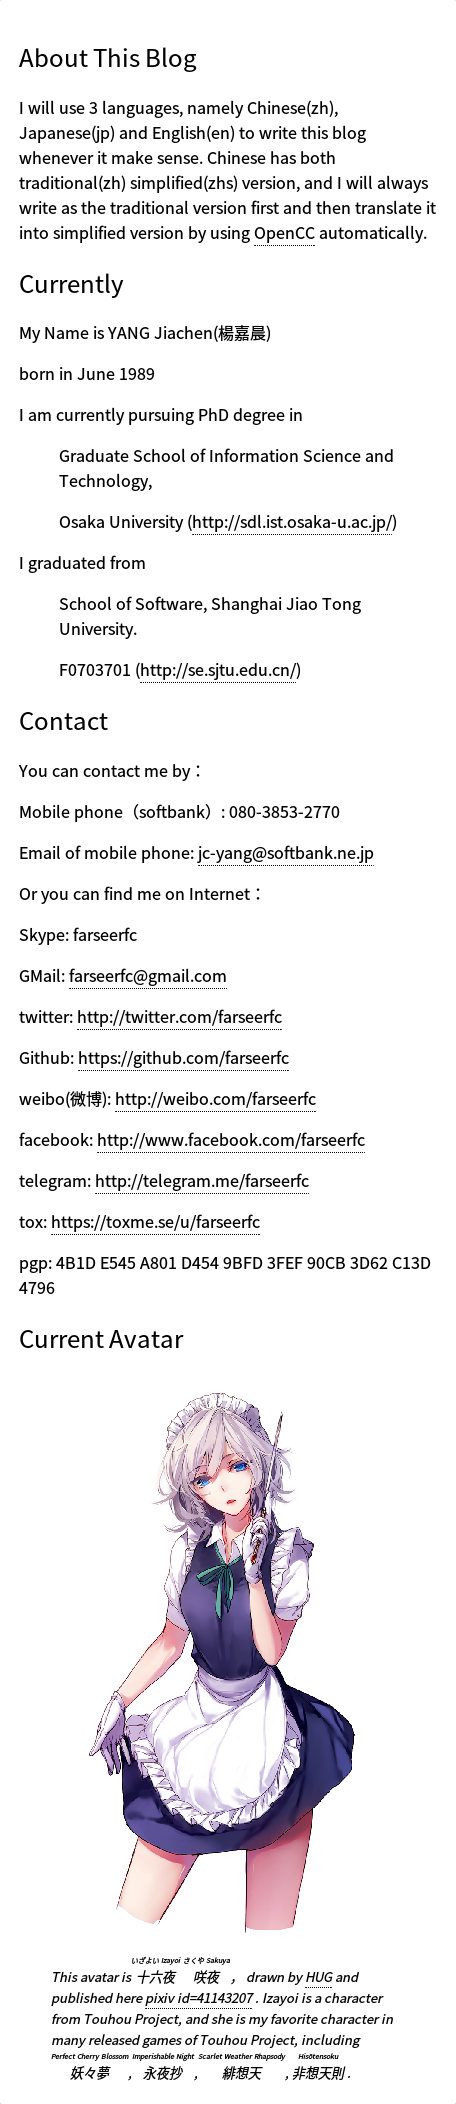 About This Blog
I will use 3 languages, namely Chinese(zh),
Japanese(jp) and English(en) to write this blog
whenever it make sense. Chinese has both
traditional(zh) simplified(zhs) version, and I will always
write as the traditional version first and then translate it
into simplified version by using OpenCC automatically.
Currently
My Name is YANG Jiachen(楊嘉晨)
born in June 1989
I am currently pursuing PhD degree in
Graduate School of Information Science and
Technology,
Osaka University (http://sdl.ist.osaka-u.ac.jp/)
I graduated from
School of Software, Shanghai Jiao Tong
University.
F0703701 (http://se.sjtu.edu.cn/)
Contact
You can contact me by：
Mobile phone（softbank）: 080-3853-2770
Email of mobile phone: jc-yang@softbank.ne.jp
Or you can find me on Internet：
Skype: farseerfc
GMail: farseerfc@gmail.com
twitter: http://twitter.com/farseerfc
Github: https://github.com/farseerfc
weibo(微博): http://weibo.com/farseerfc
facebook: http://www.facebook.com/farseerfc
telegram: http://telegram.me/farseerfc
tox: https://toxme.se/u/farseerfc
pgp: 4B1D E545 A801 D454 9BFD 3FEF 90CB 3D62 C13D
4796
Current Avatar
いざよい Izayoi さくや Sakuya
This avatar is 十六夜 咲夜 ， drawn by HUG and
published here pixiv id=41143207 . Izayoi is a character
from Touhou Project, and she is my favorite character in
many released games of Touhou Project, including
Perfect Cherry Blossom Imperishable Night Scarlet Weather Rhapsody Hisōtensoku
妖々夢 , 永夜抄 , 緋想天 , 非想天則 .